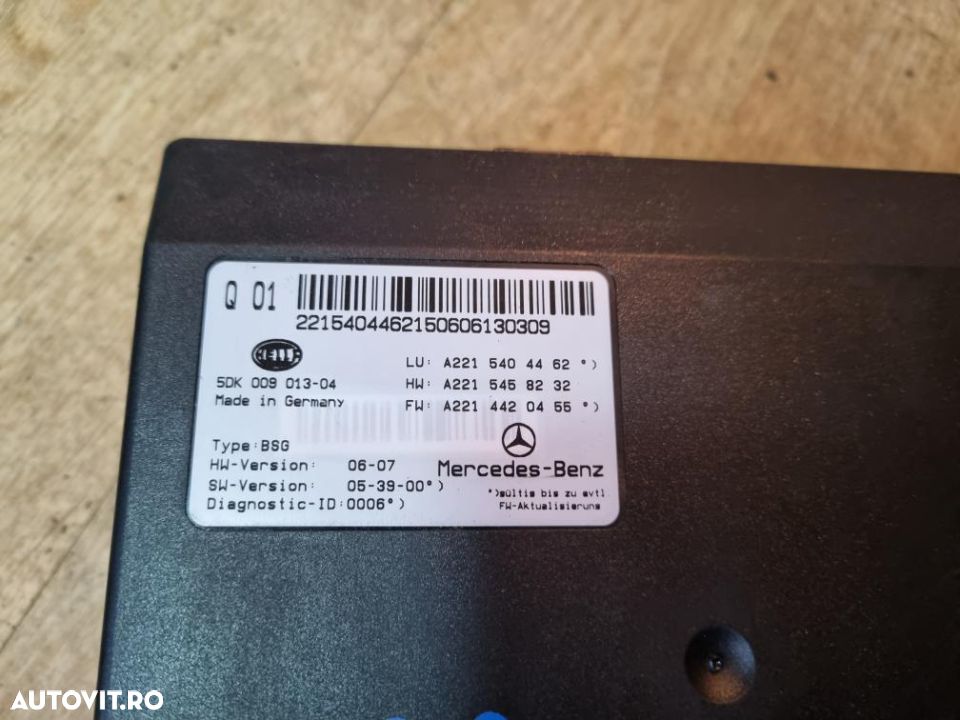 Q 01
2215404462150606130309
HELLA
LU: A221 540 44 62 °)
5DK 009 013-04
HW: A221 545 82 32
Made in Germany
FW: A221 442 04 55 °)
Type:BSG
HW-Version: 06-07
Mercedes-Benz
SW-Version: 05-39-00°)
°)gültig bis zu evtl.
Diagnostic-ID:0006°)
FW-Aktualisierung
AUTOVIT.RO